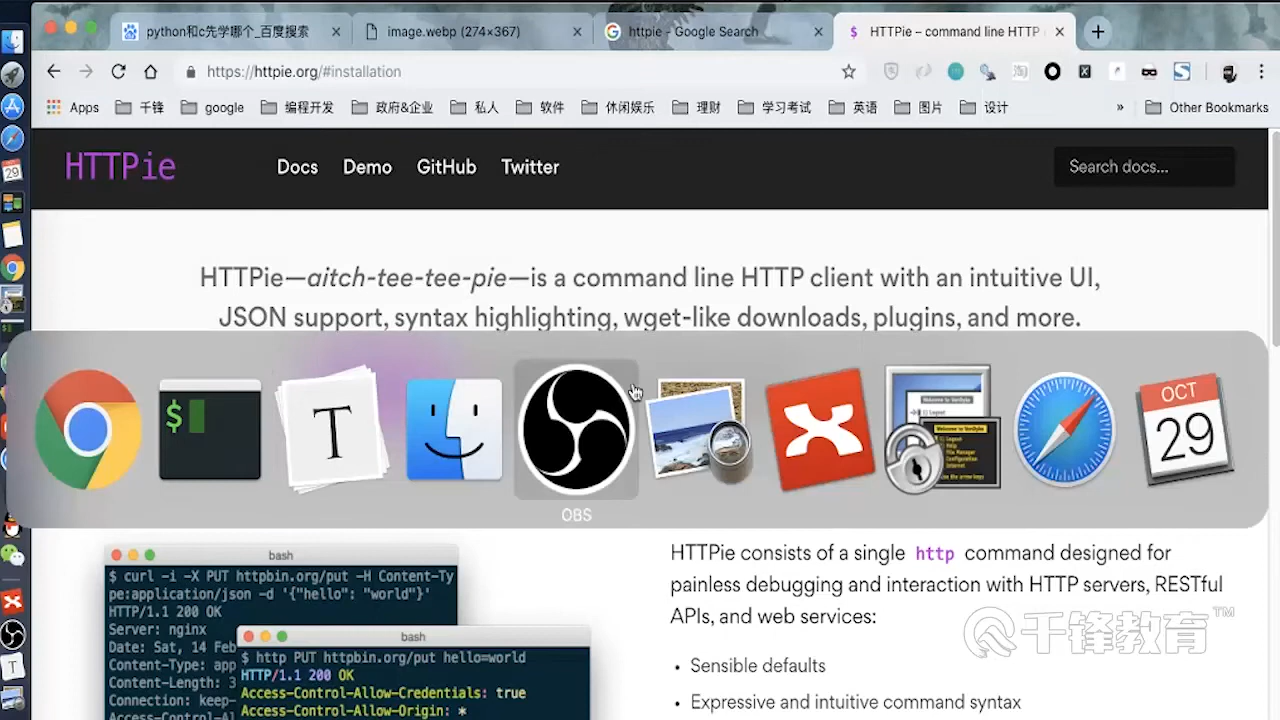 python和c先学哪个_百度搜索
image.webp (274×367)
httpie - Google Search
HTTPie – command line HTTP
https://httpie.org/#installation
Apps
千锋
google
编程开发
政府&企业
私人
软件
休闲娱乐
理财
学习考试
英语
图片
设计
»
Other Bookmarks
HTTPie
Docs
Demo
GitHub
Twitter
Search docs...
HTTPie—aitch-tee-tee-pie—is a command line HTTP client with an intuitive UI,
JSON support, syntax highlighting, wget-like downloads, plugins, and more.
$
T
OCT
29
OBS
bash
$ curl -i -X PUT httpbin.org/put -H Content-Ty
pe:application/json -d '{"hello": "world"}'
HTTP/1.1 200 OK
Server: nginx
Date: Sat, 14 Feb
Content-Type: app
Content-Length: 3
Connection: keep-
bash
$ http PUT httpbin.org/put hello=world
HTTP/1.1 200 OK
Access-Control-Allow-Credentials: true
Access-Control-Allow-Origin: *
HTTPie consists of a single http command designed for
painless debugging and interaction with HTTP servers, RESTful
APIs, and web services:
• Sensible defaults
• Expressive and intuitive command syntax
千锋教育™